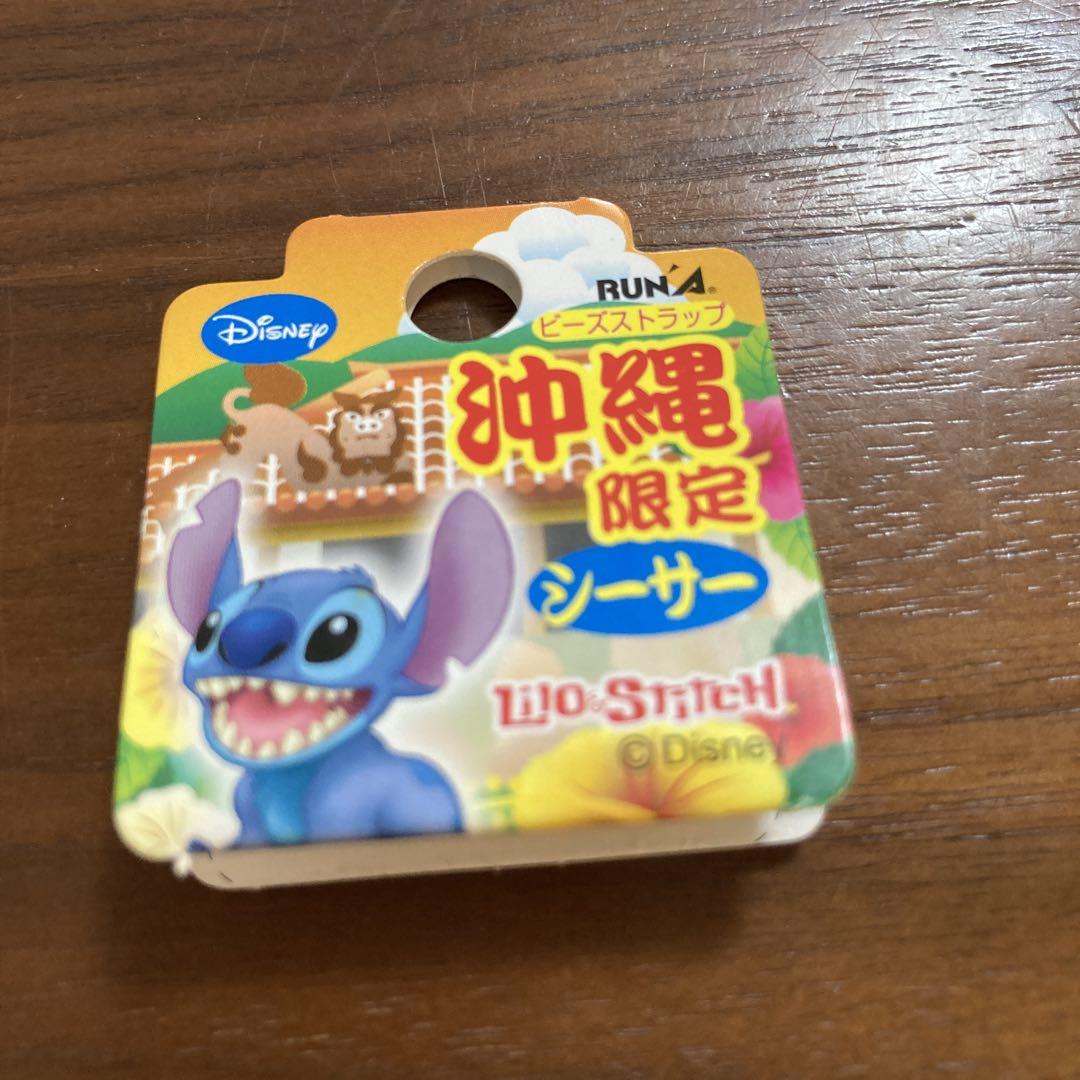 Disney
RUN'A®
ビーズストラップ
沖縄
限定
シーサー
Lilo & Stitch
©Disney